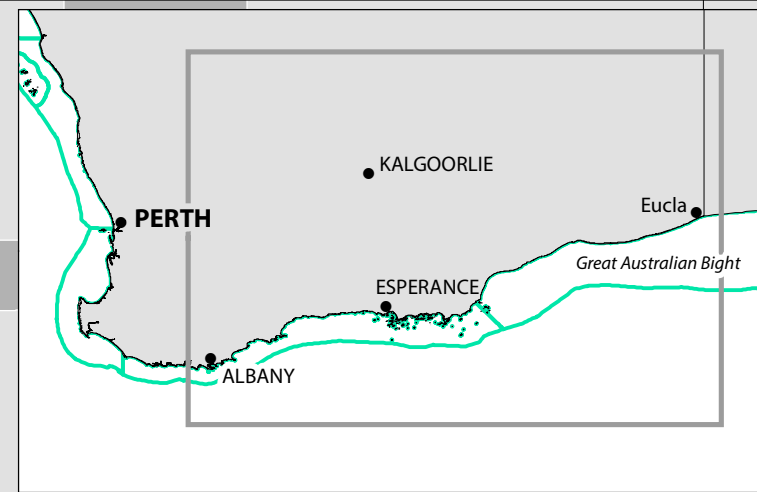 KALGOORLIE
Eucla
PERTH
Great Australian Bight
ESPERANCE
ALBANY